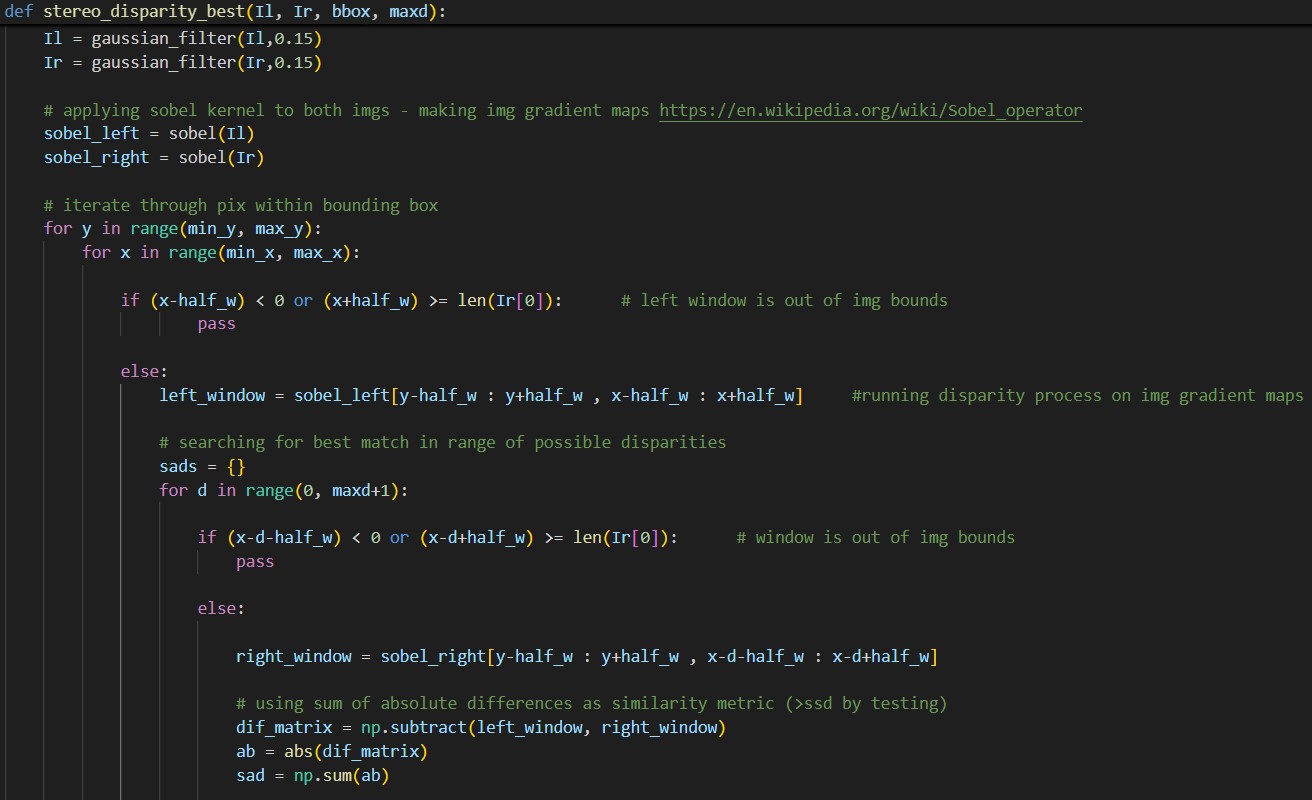 def stereo_disparity_best(Il, Ir, bbox, maxd):
Il = gaussian_filter(Il,0.15)
Ir = gaussian_filter(Ir,0.15)
# applying sobel kernel to both imgs - making img gradient maps https://en.wikipedia.org/wiki/Sobel_operator
sobel_left = sobel(Il)
sobel_right = sobel(Ir)
# iterate through pix within bounding box
for y in range(min_y, max_y):
for x in range(min_x, max_x):
if (x-half_w) < 0 or (x+half_w) >= len(Ir[0]): # left window is out of img bounds
pass
else:
left_window = sobel_left[y-half_w : y+half_w , x-half_w : x+half_w] #running disparity process on img gradient maps
# searching for best match in range of possible disparities
sads = {}
for d in range(0, maxd+1):
if (x-d-half_w) < 0 or (x-d+half_w) >= len(Ir[0]): # window is out of img bounds
pass
else:
right_window = sobel_right[y-half_w : y+half_w , x-d-half_w : x-d+half_w]
# using sum of absolute differences as similarity metric (>ssd by testing)
dif_matrix = np.subtract(left_window, right_window)
ab = abs(dif_matrix)
sad = np.sum(ab)